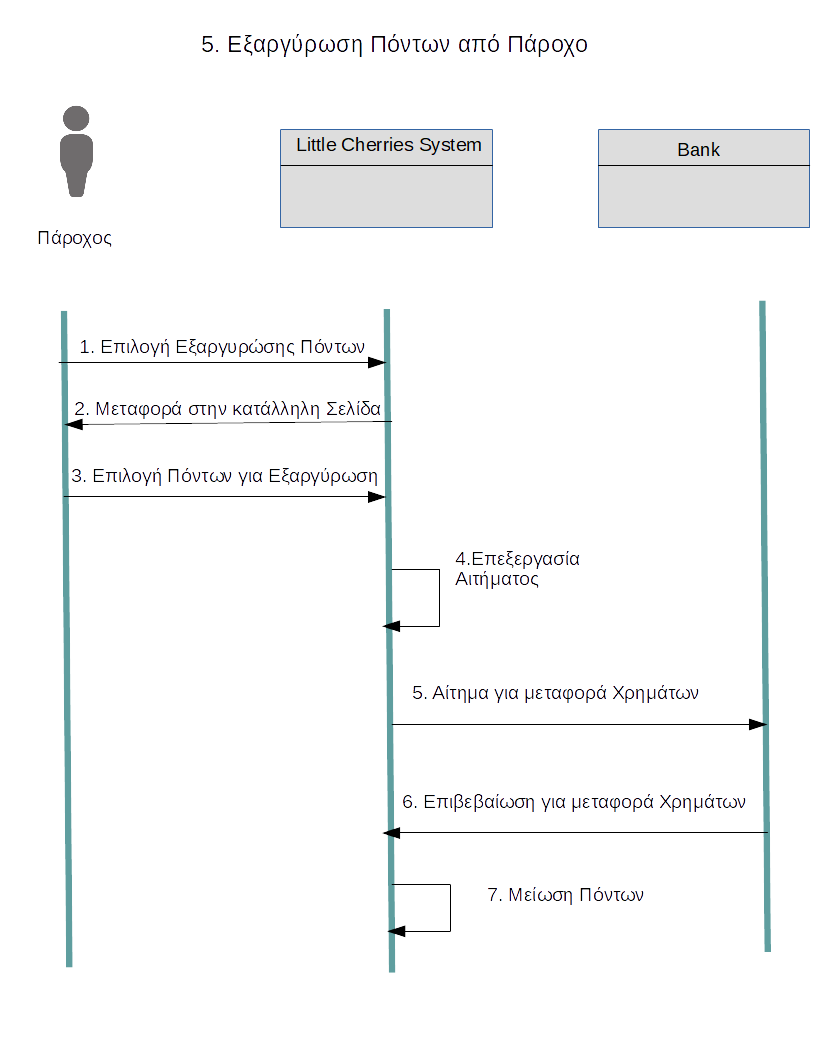 5. Εξαργύρωση Πόντων από Πάροχο
Little Cherries System
Bank
Πάροχος
1. Επιλογή Εξαργυρώσης Πόντων
2. Μεταφορά στην κατάλληλη Σελίδα
3. Επιλογή Πόντων για Εξαργύρωση
4.Επεξεργασία
Αιτήματος
5. Αίτημα για μεταφορά Χρημάτων
6. Επιβεβαίωση για μεταφορά Χρημάτων
7. Μείωση Πόντων